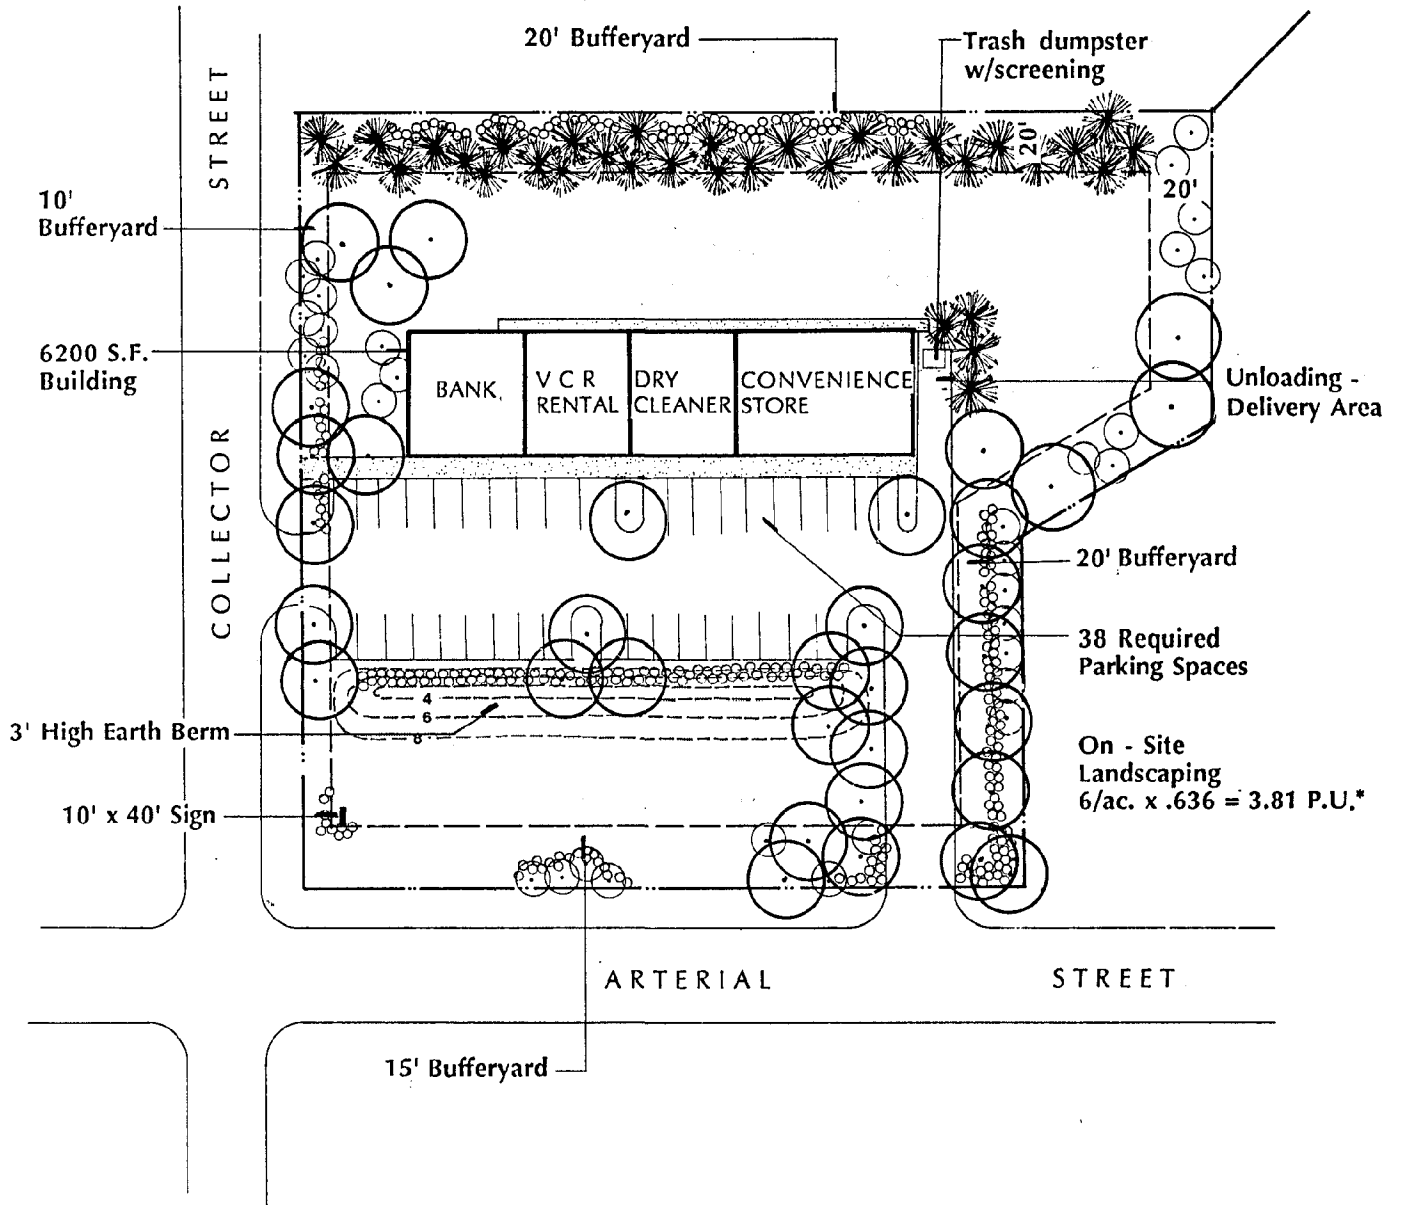 20' Bufferyard
Trash dumpster
w/screening
STREET
20'
20'
10'
Bufferyard
6200 S.F.
Building
BANK
VCR
RENTAL
DRY
CLEANER
CONVENIENCE
STORE
Unloading -
Delivery Area
COLLECTOR
20' Bufferyard
38 Required
Parking Spaces
4
6
8
3' High Earth Berm
On - Site
Landscaping
6/ac. x .636 = 3.81 P.U.*
10' x 40' Sign
ARTERIAL STREET
15' Bufferyard